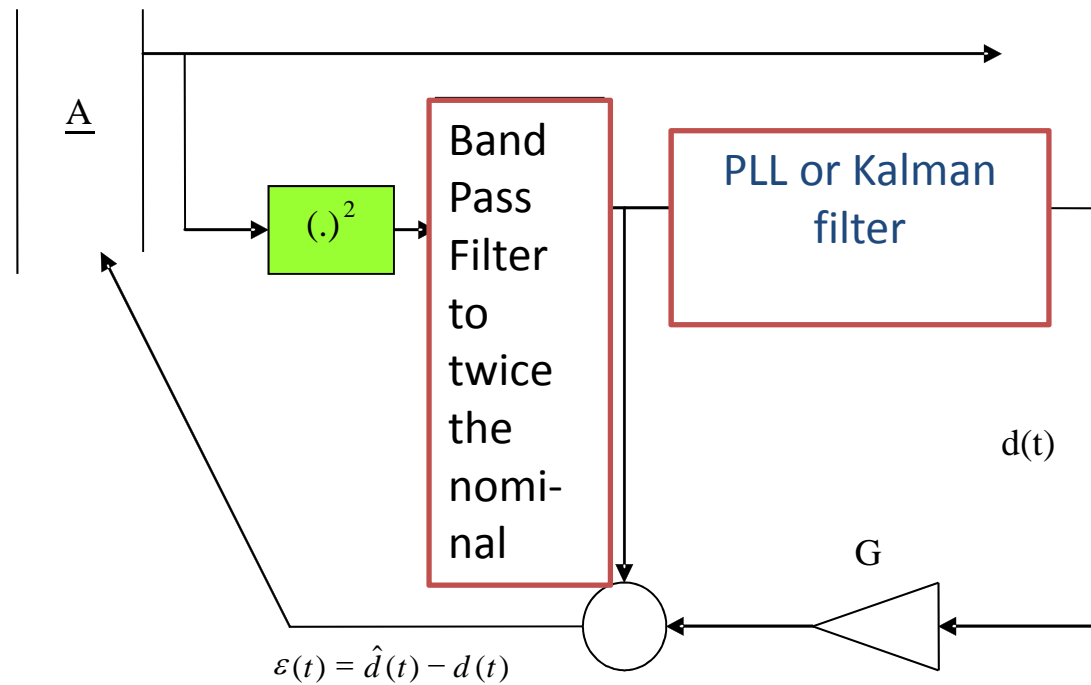 A
(.)²
Band
Pass
Filter
to
twice
the
nomi-
nal
PLL or Kalman
filter
d(t)
G
ε(t) = d̂(t) − d(t)